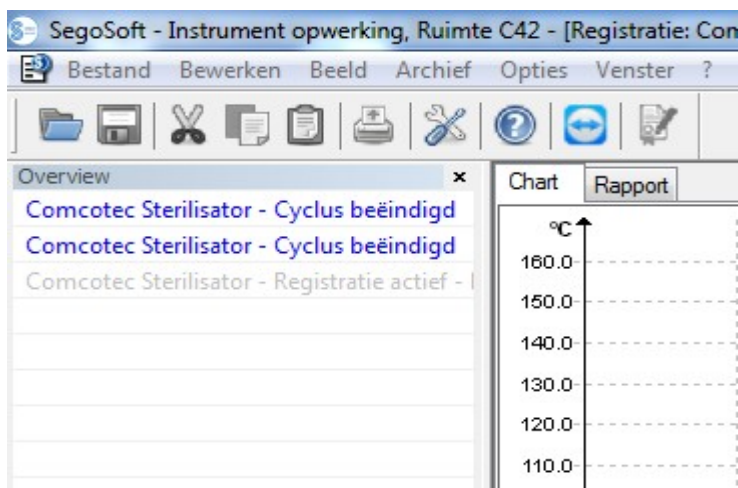 SegoSoft - Instrument opwerking, Ruimte C42 - [Registratie: Com
Bestand Bewerken Beeld Archief Opties Venster ?
Overview x
Comcotec Sterilisator - Cyclus beëindigd
Comcotec Sterilisator - Cyclus beëindigd
Comcotec Sterilisator - Registratie actief -
Chart Rapport
°C
160.0
150.0
140.0
130.0
120.0
110.0